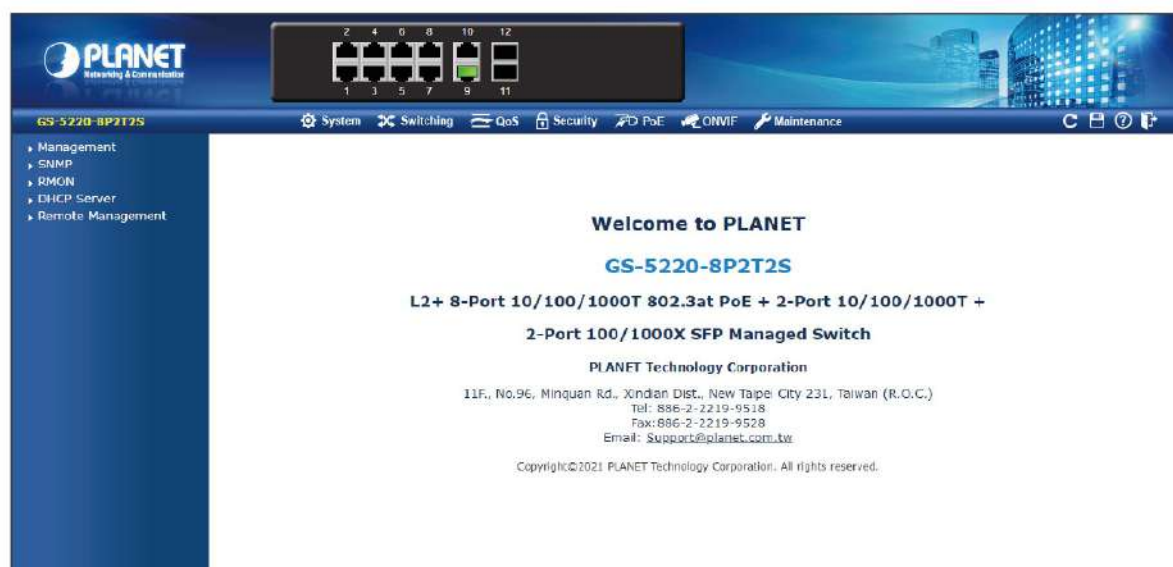 PLANET
Networking & Communication
2 4 6 8 10 12
1 3 5 7 9 11
GS-5220-8P2T2S
System Switching QoS Security PoE ONVIF Maintenance
Management
SNMP
RMON
DHCP Server
Remote Management
Welcome to PLANET
GS-5220-8P2T2S
L2+ 8-Port 10/100/1000T 802.3at PoE + 2-Port 10/100/1000T +
2-Port 100/1000X SFP Managed Switch
PLANET Technology Corporation
11F., No.96, Minquan Rd., Xindian Dist., New Taipei City 231, Taiwan (R.O.C.)
Tel: 886-2-2219-9518
Fax:886-2-2219-9528
Email: Support@planet.com.tw
Copyright©2021 PLANET Technology Corporation. All rights reserved.